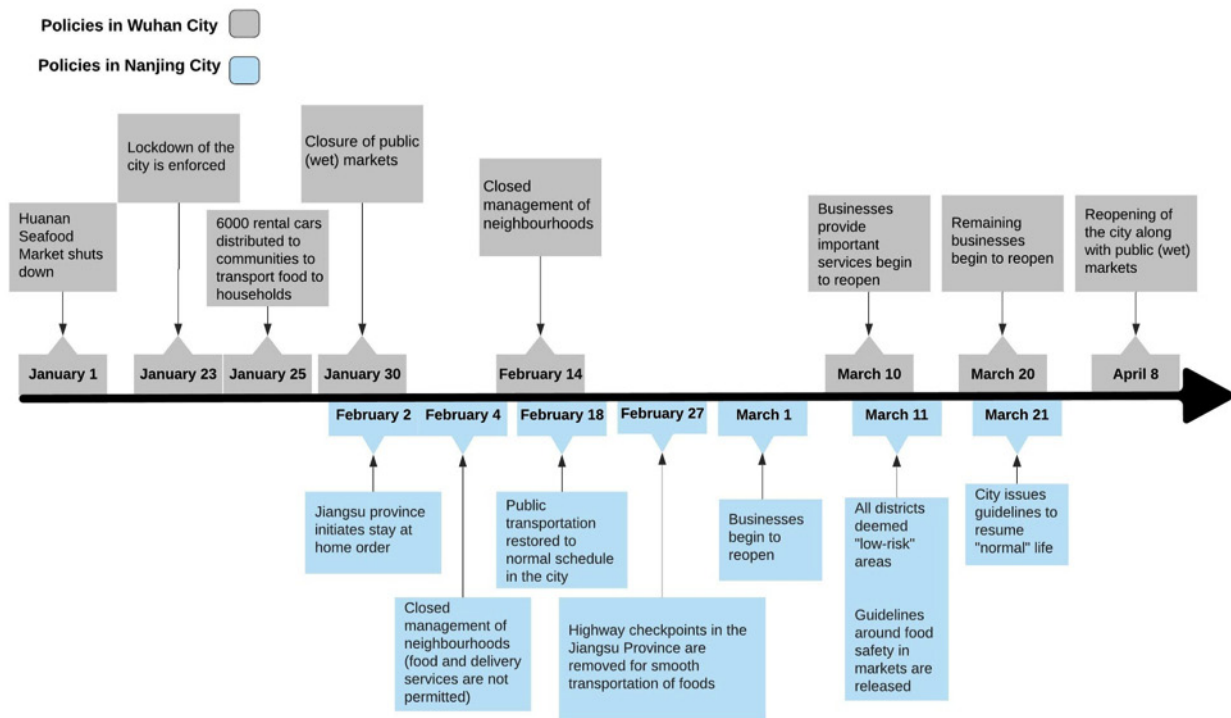 Policies in Wuhan City
Policies in Nanjing City
Huanan
Seafood
Market shuts
down
Lockdown of the
city is enforced
6000 rental cars
distributed to
communities to
transport food to
households
Closure of public
(wet) markets
Closed
management of
neighbourhoods
Businesses
provide
important
services begin
to reopen
Remaining
businesses
begin to reopen
Reopening of
the city along
with public (wet)
markets
January 1
January 23
January 25
January 30
February 14
March 10
March 20
April 8
February 2
February 4
February 18
February 27
March 1
March 11
March 21
Jiangsu province
initiates stay at
home order
Closed
management of
neighbourhoods
(food and delivery
services are not
permitted)
Public
transportation
restored to
normal schedule
in the city
Highway checkpoints in the
Jiangsu Province are
removed for smooth
transportation of foods
Businesses
begin to
reopen
All districts
deemed
"low-risk"
areas
Guidelines
around food
safety in
markets are
released
City issues
guidelines to
resume
"normal" life